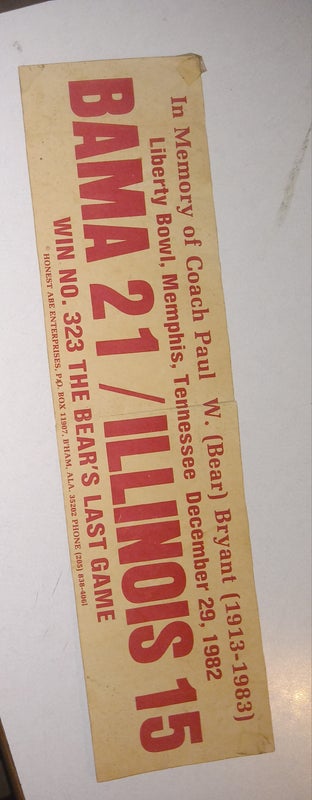 In Memory of Coach Paul W. (Bear) Bryant (1913-1983)
Liberty Bowl, Memphis, Tennessee December 29, 1982
BAMA 21 / ILLINOIS 15
WIN NO. 323 THE BEAR'S LAST GAME
© HONEST ABE ENTERPRISES, P.O. BOX 11907, B'HAM, ALA. 35202 PHONE (205) 838-4061